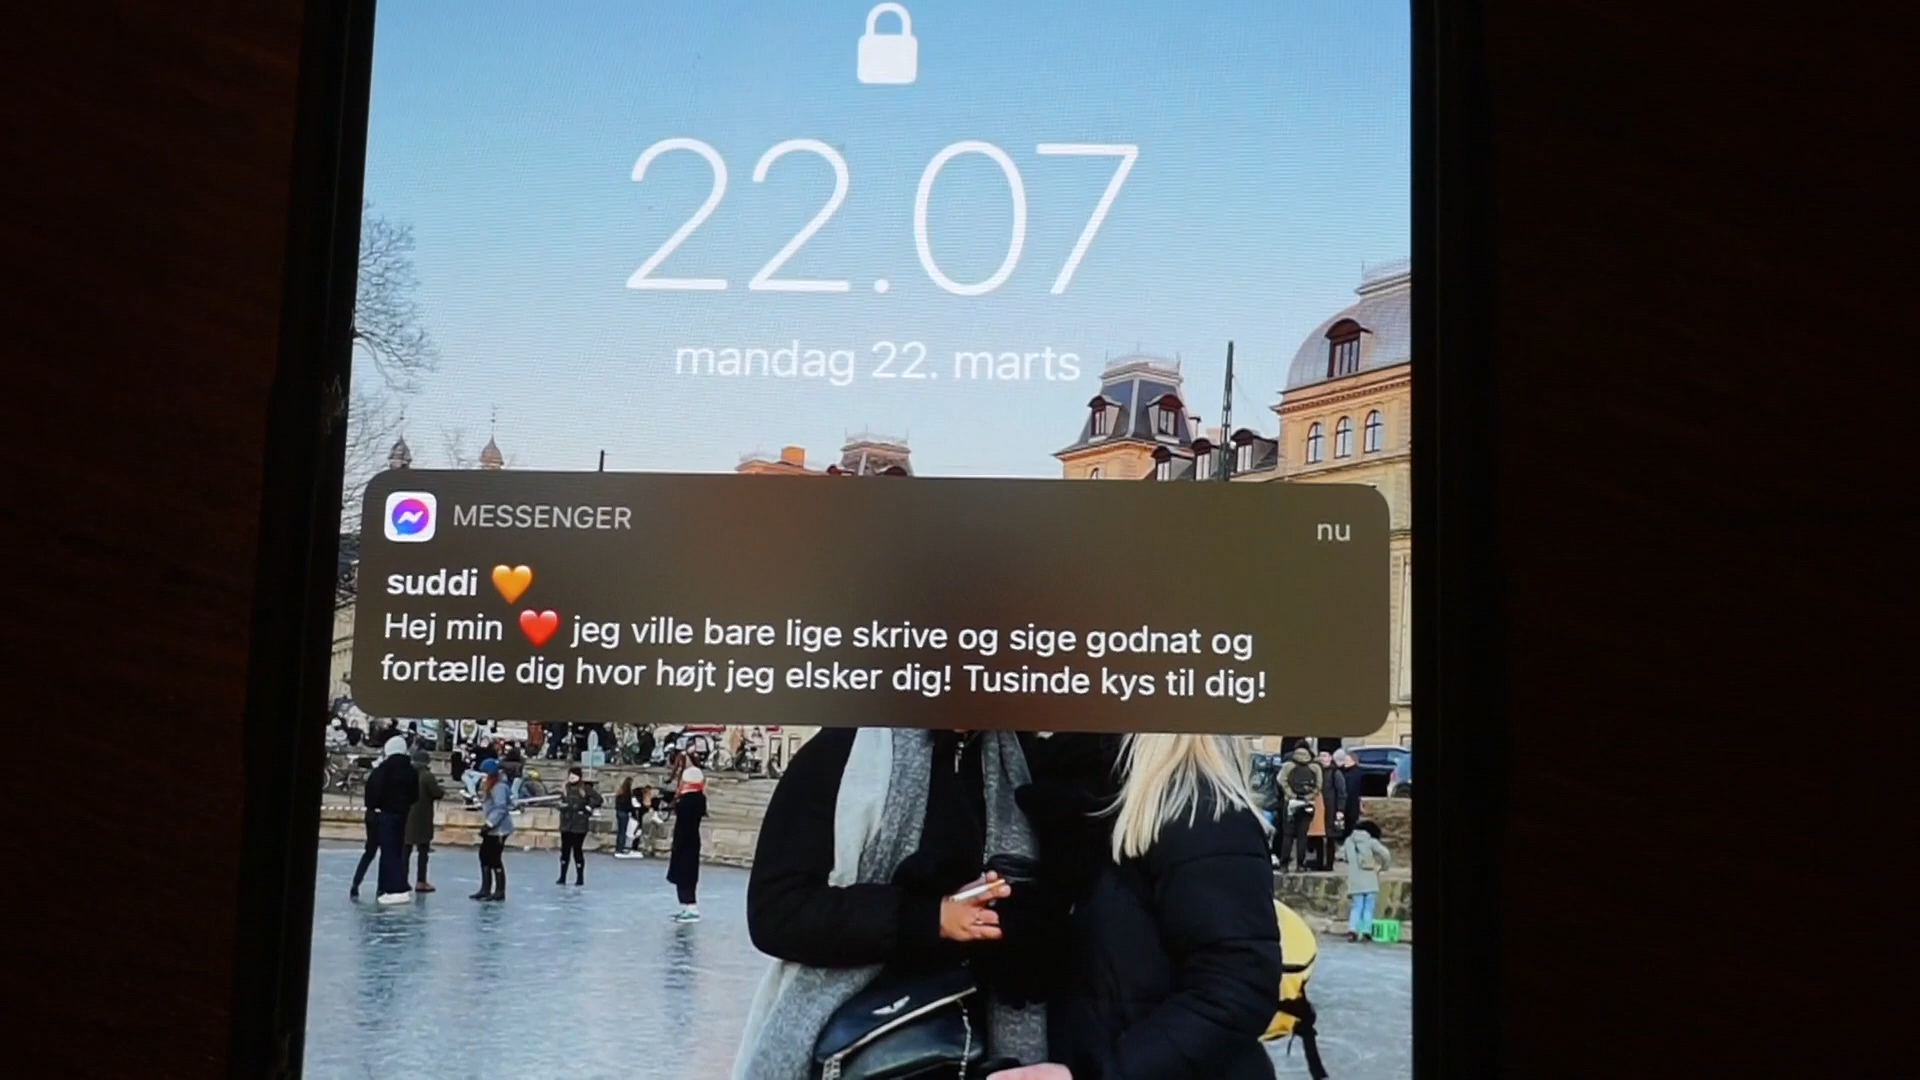 22.07
mandag 22. marts
MESSENGER
nu
suddi 🧡
Hej min ❤️ jeg ville bare lige skrive og sige godnat og
fortælle dig hvor højt jeg elsker dig! Tusinde kys til dig!